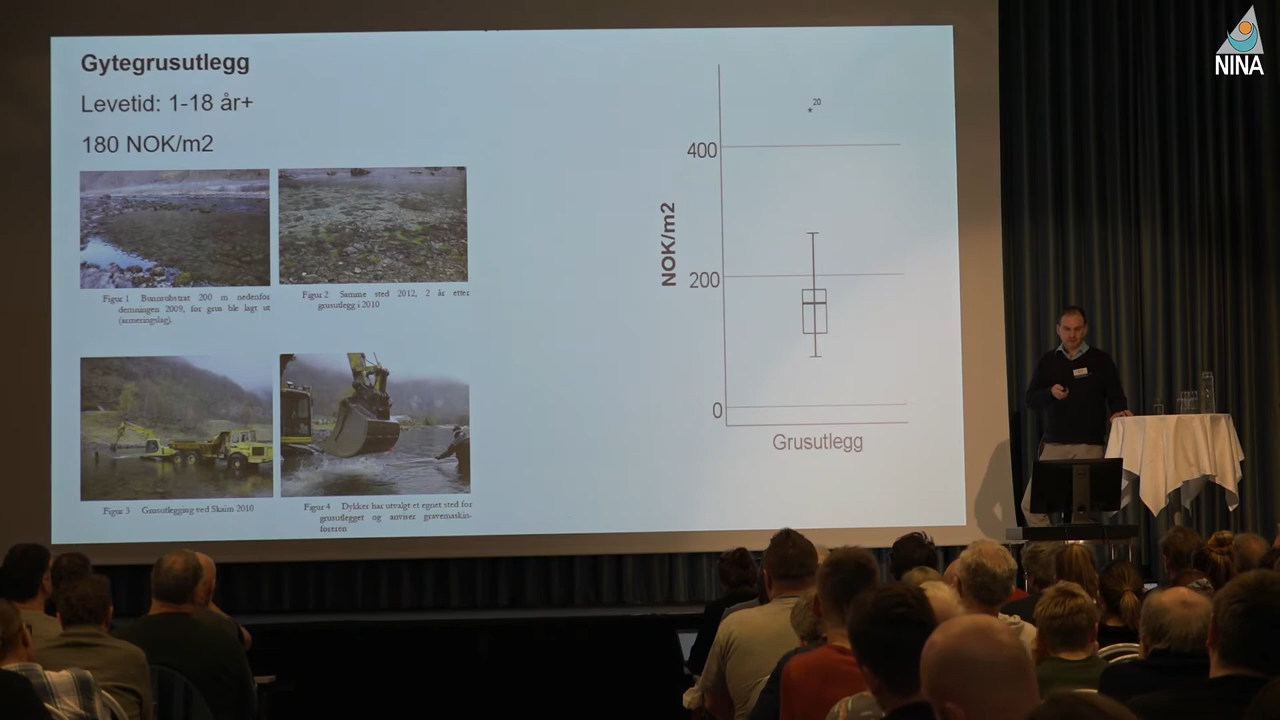 Gytegrusutlegg
Levetid: 1-18 år+
180 NOK/m2
Figur 1 Bunnsubstrat 200 m nedenfor
demningen 2009, før grus ble lagt ut
(armeringslag).
Figur 2 Samme sted 2012, 2 år etter
grusutlegg i 2010
Figur 3 Grusutlegging ved Skaim 2010
Figur 4 Dykker har utvalgt et egnet sted for
grusutlegget og anviser gravemaskin-
føreren
20
400
200
0
NOK/m2
Grusutlegg
NINA